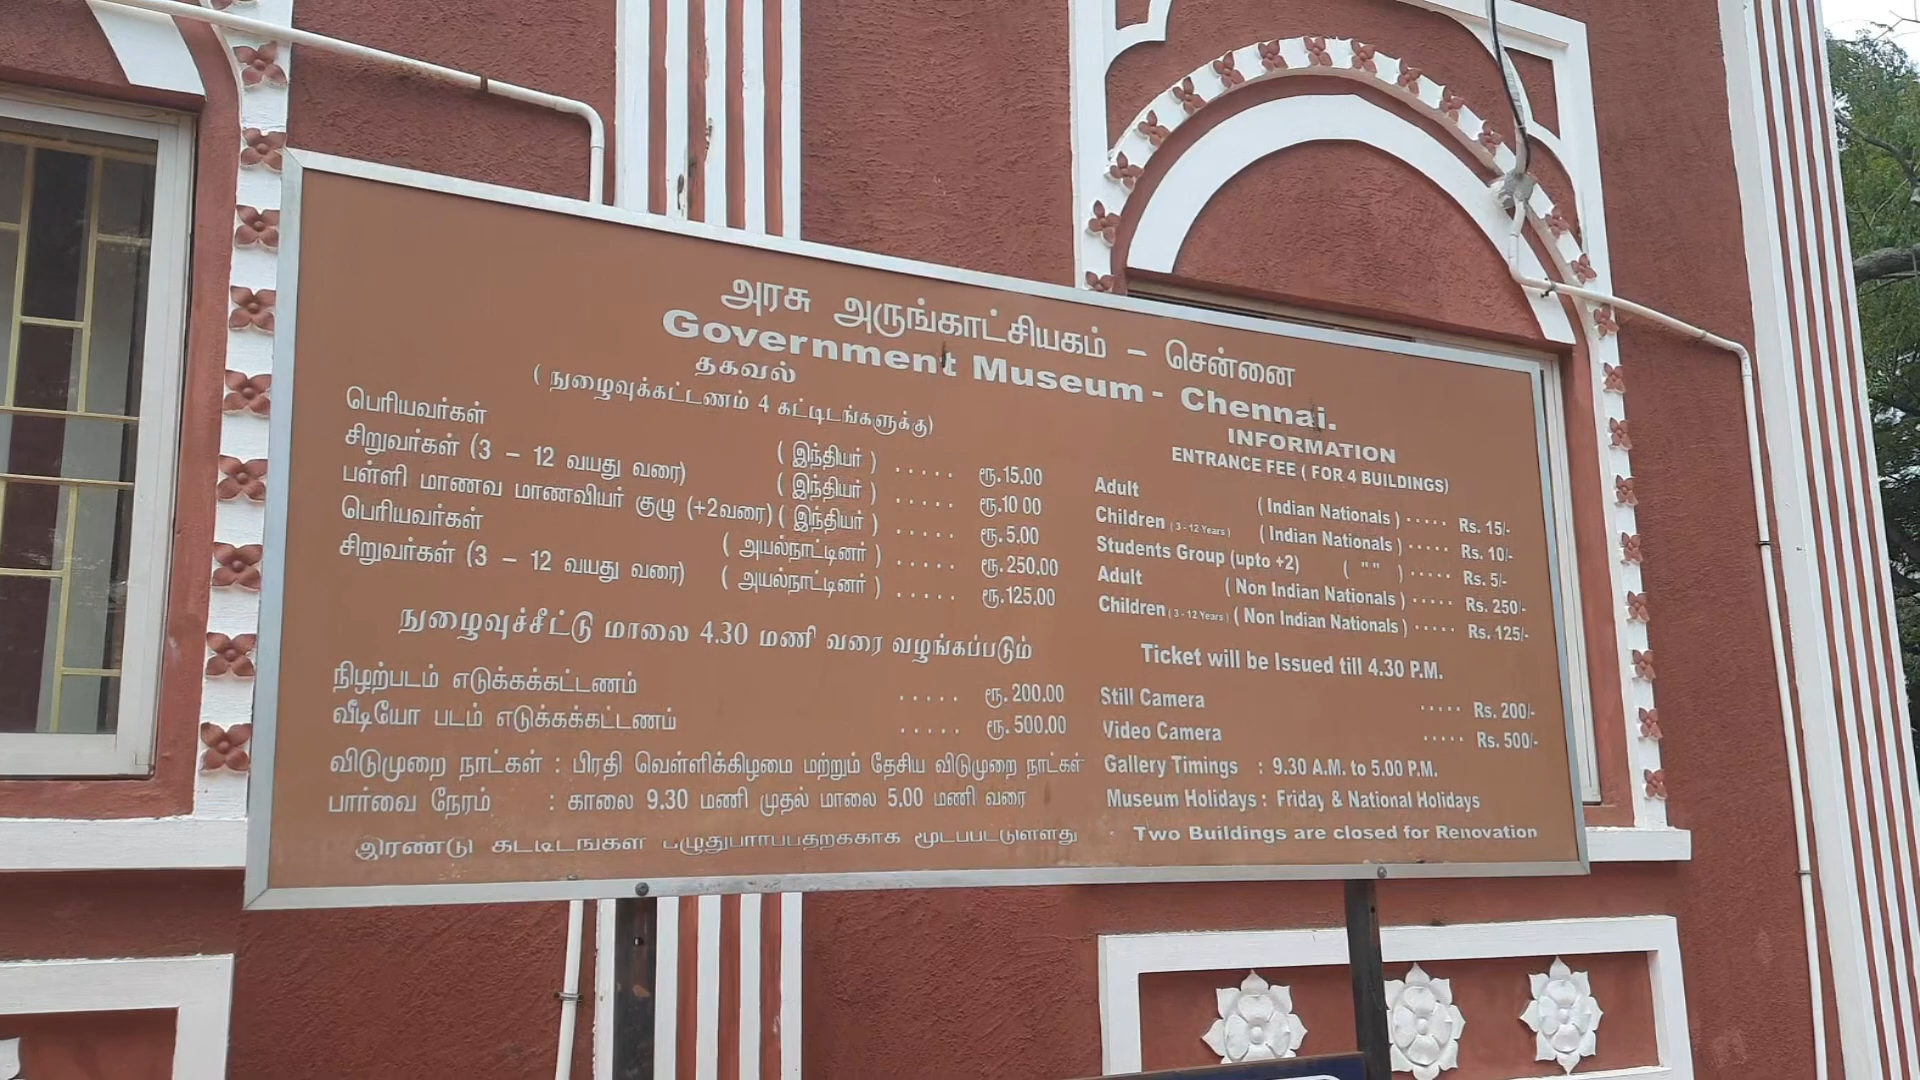 அரசு அருங்காட்சியகம் – சென்னை
Government Museum - Chennai.
தகவல்
( நுழைவுக்கட்டணம் 4 கட்டிடங்களுக்கு)
பெரியவர்கள் ( இந்தியர் ) ..... ரூ.15.00
சிறுவர்கள் (3 – 12 வயது வரை) ( இந்தியர் ) ..... ரூ.10 00
பள்ளி மாணவ மாணவியர் குழு (+2வரை) ( இந்தியர் ) ..... ரூ.5.00
பெரியவர்கள் ( அயல்நாட்டினர் ) ..... ரூ.250.00
சிறுவர்கள் (3 – 12 வயது வரை) ( அயல்நாட்டினர் ) ..... ரூ.125.00
நுழைவுச்சீட்டு மாலை 4.30 மணி வரை வழங்கப்படும்
நிழற்படம் எடுக்கக்கட்டணம் ..... ரூ.200.00
வீடியோ படம் எடுக்கக்கட்டணம் ..... ரூ.500.00
விடுமுறை நாட்கள் : பிரதி வெள்ளிக்கிழமை மற்றும் தேசிய விடுமுறை நாட்கள்
பார்வை நேரம் : காலை 9.30 மணி முதல் மாலை 5.00 மணி வரை
இரண்டு கட்டிடங்கள் பழுதுபார்ப்பதற்க்காக மூடப்பட்டுள்ளது
INFORMATION
ENTRANCE FEE ( FOR 4 BUILDINGS)
Adult ( Indian Nationals ) ..... Rs. 15/-
Children ( 3 - 12 Years ) ( Indian Nationals ) ..... Rs. 10/-
Students Group (upto +2) ( " " ) ..... Rs. 5/-
Adult ( Non Indian Nationals ) ..... Rs. 250/-
Children ( 3 - 12 Years ) ( Non Indian Nationals ) ..... Rs. 125/-
Ticket will be Issued till 4.30 P.M.
Still Camera ..... Rs. 200/-
Video Camera ..... Rs. 500/-
Gallery Timings : 9.30 A.M. to 5.00 P.M.
Museum Holidays : Friday & National Holidays
Two Buildings are closed for Renovation